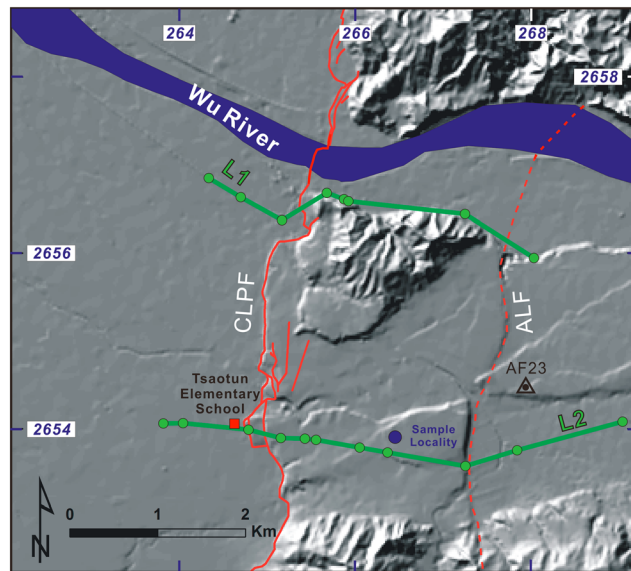 264
266
268
2658
Wu River
L1
2656
CLPF
ALF
AF23
Tsaotun
Elementary
School
2654
Sample
Locality
L2
0
1
2
Km
N